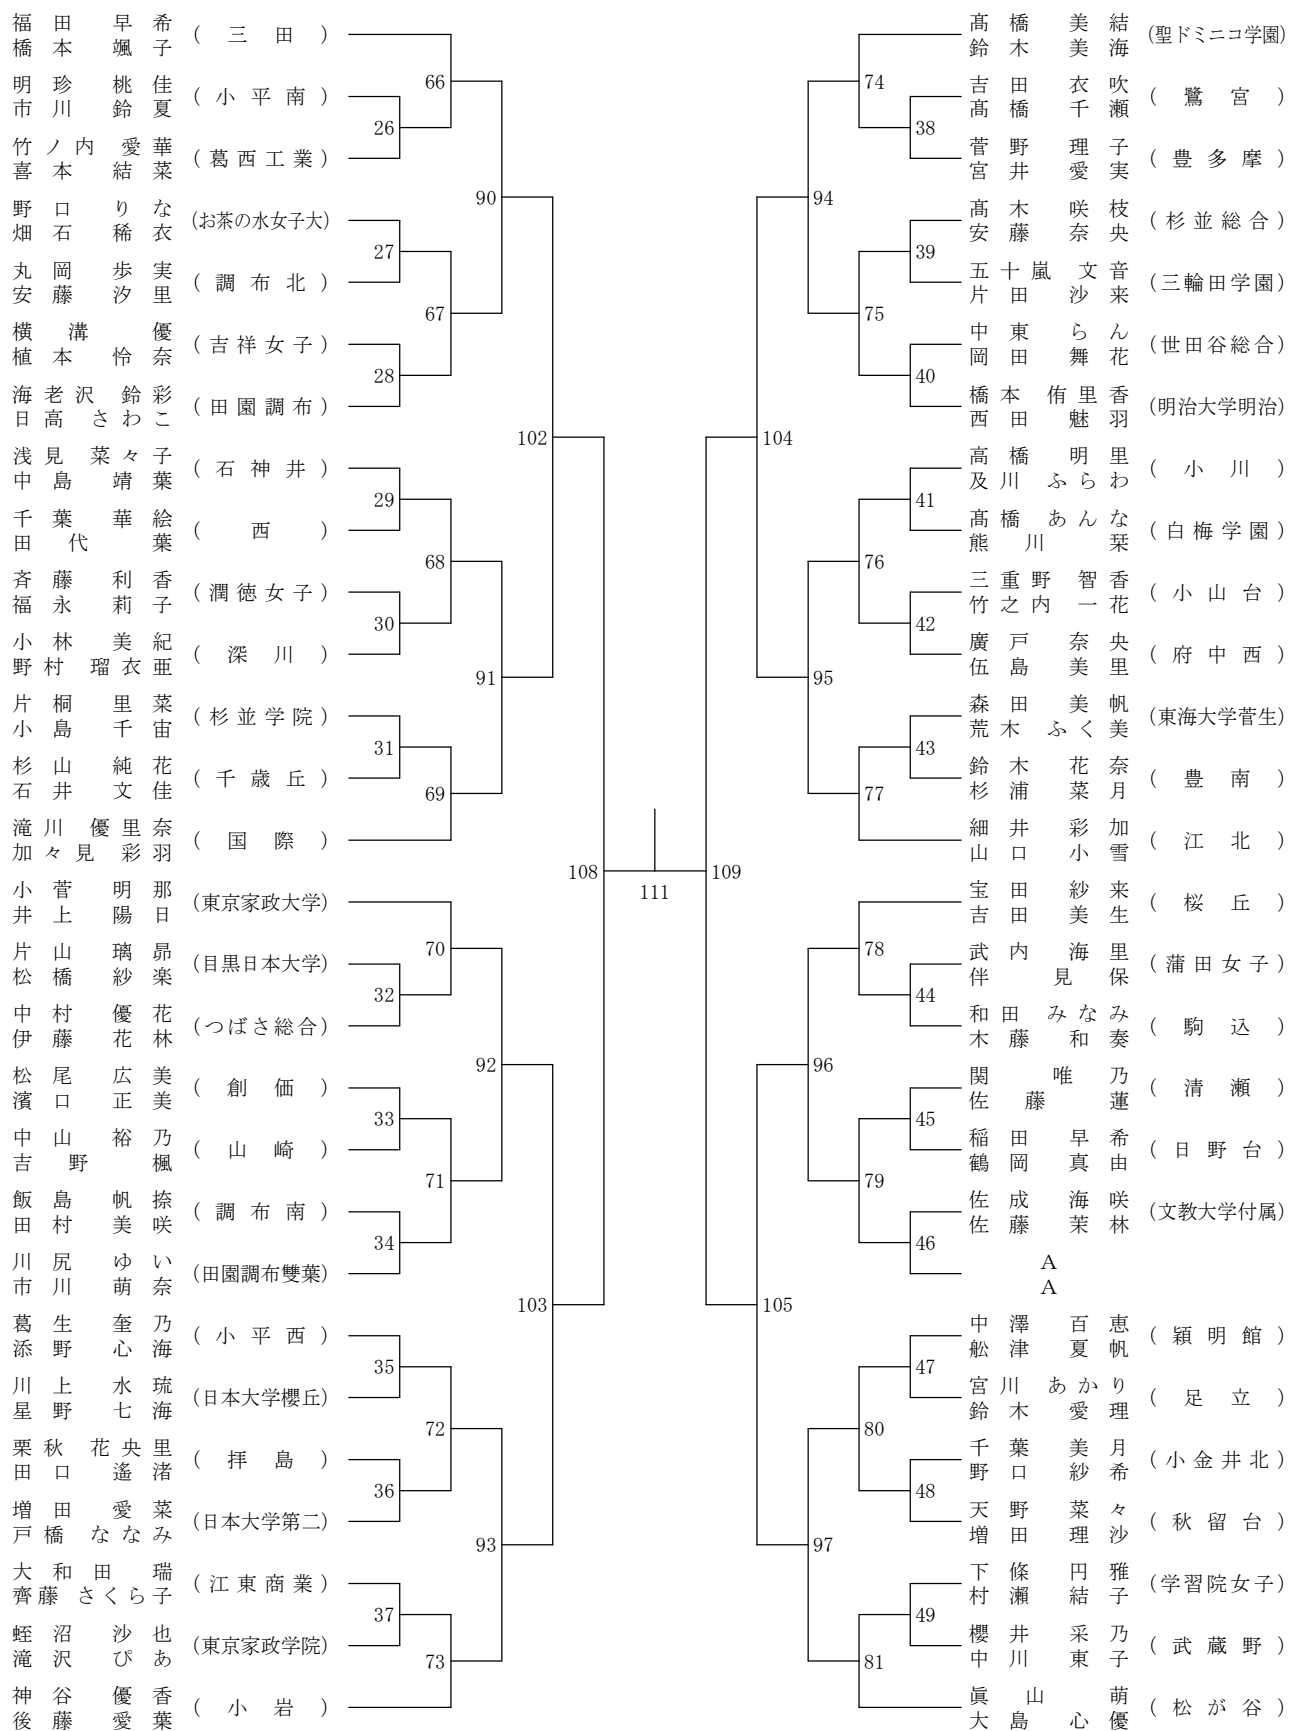 福田 早希
橋本 颯子
(三田)
明珍 桃佳
市川 鈴夏
(小平南)
竹ノ内 愛華
喜本 結菜
(葛西工業)
野口 りな
畑石 稀衣
(お茶の水女子大)
丸岡 歩実
安藤 汐里
(調布北)
横溝 優
植本 怜奈
(吉祥女子)
海老沢 鈴彩
日高 さわこ
(田園調布)
浅見 菜々子
中島 靖葉
(石神井)
千葉 華絵
田代 葉
(西)
斉藤 利香
福永 莉子
(潤徳女子)
小林 美紀
野村 瑠衣亜
(深川)
片桐 里菜
小島 千宙
(杉並学院)
杉山 純花
石井 文佳
(千歳丘)
滝川 優里奈
加々見 彩羽
(国際)
小菅 明那
井上 陽日
(東京家政大学)
片山 璃昴
松橋 紗楽
(目黒日本大学)
中村 優花
伊藤 花林
(つばさ総合)
松尾 広美
濱口 正美
(創価)
中山 裕乃
吉野 楓
(山崎)
飯島 帆捺
田村 美咲
(調布南)
川尻 ゆい
市川 萌奈
(田園調布雙葉)
葛生 奎乃
添野 心海
(小平西)
川上 水琉
星野 七海
(日本大学櫻丘)
栗秋 花央里
田口 遙渚
(拝島)
増田 愛菜
戸橋 ななみ
(日本大学第二)
大和田 瑞
齊藤 さくら子
(江東商業)
蛭沼 沙也
滝沢 ぴあ
(東京家政学院)
神谷 優香
後藤 愛葉
(小岩)
26
27
28
29
30
31
32
33
34
35
36
37
66
67
68
69
70
71
72
73
90
91
92
93
102
103
108
111
109
104
105
94
95
96
97
74
75
76
77
78
79
80
81
38
39
40
41
42
43
44
45
46
47
48
49
髙橋 美結
鈴木 美海
(聖ドミニコ学園)
吉田 衣吹
髙橋 千瀬
(鷺宮)
菅野 理子
宮井 愛実
(豊多摩)
髙木 咲枝
安藤 奈央
(杉並総合)
五十嵐 文音
片田 沙来
(三輪田学園)
中東 らん
岡田 舞花
(世田谷総合)
橋本 侑里香
西田 魅羽
(明治大学明治)
高橋 明里
及川 ふらわ
(小川)
髙橋 あんな
熊川 栞
(白梅学園)
三重野 智香
竹之内 一花
(小山台)
廣戸 奈央
伍島 美里
(府中西)
森田 美帆
荒木 ふく美
(東海大学菅生)
鈴木 花奈
杉浦 菜月
(豊南)
細井 彩加
山口 小雪
(江北)
宝田 紗来
吉田 美生
(桜丘)
武内 海里
伴 見保
(蒲田女子)
和田 みなみ
木藤 和奏
(駒込)
関 唯乃
佐藤 蓮
(清瀬)
稲田 早希
鶴岡 真由
(日野台)
佐成 海咲
佐藤 茉林
(文教大学付属)
A
A
中澤 百恵
舩津 夏帆
(穎明館)
宮川 あかり
鈴木 愛理
(足立)
千葉 美月
野口 紗希
(小金井北)
天野 菜々
増田 理沙
(秋留台)
下條 円雅
村瀬 結子
(学習院女子)
櫻井 采乃
中川 東子
(武蔵野)
眞山 萌
大島 心優
(松が谷)